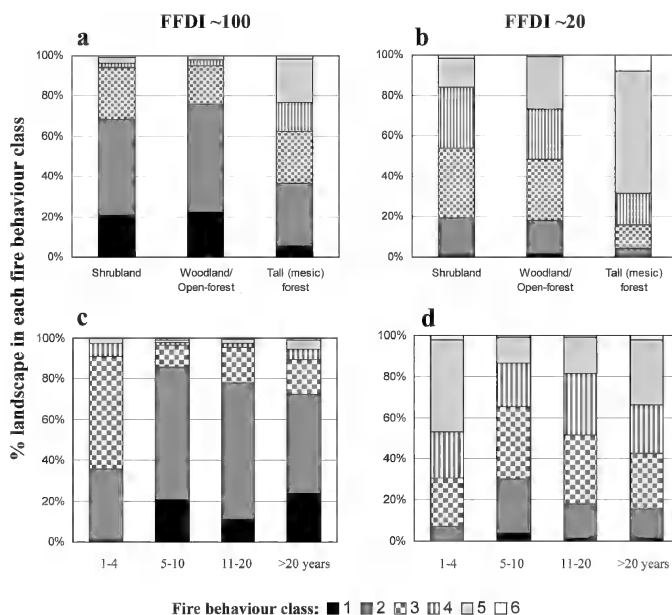 FFDI ~100
FFDI ~20
% landscape in each fire behaviour class
a
100%
80%
60%
40%
20%
0%
Shrubland
Woodland/
Open-forest
Tall (mesic)
forest
b
100%
80%
60%
40%
20%
0%
Shrubland
Woodland/
Open-forest
Tall (mesic)
forest
c
100%
80%
60%
40%
20%
0%
1-4 5-10 11-20 >20 years
d
100%
80%
60%
40%
20%
0%
1-4 5-10 11-20 >20 years
Fire behaviour class: 1 2 3 4 5 6